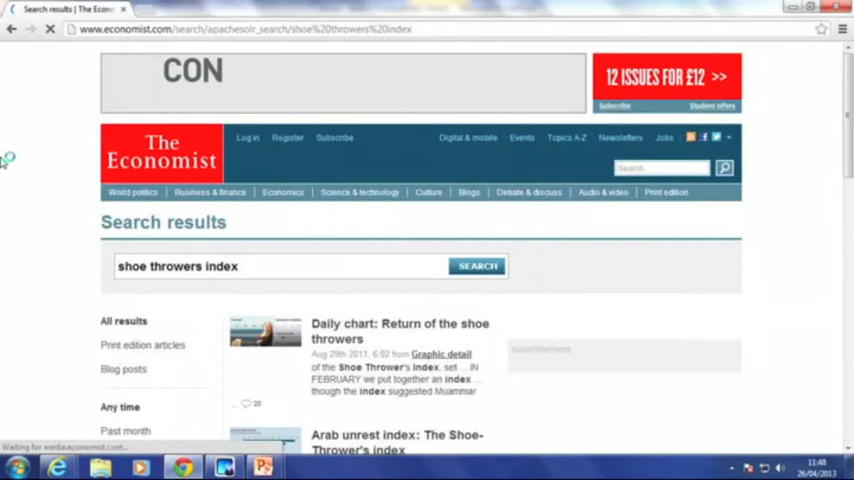 Search results | The Econo
www.economist.com/search/apachesolr_search/shoe%20throwers%20index
CON
12 ISSUES FOR £12 >>
Subscribe Student offers
The
Economist
Log in Register Subscribe Digital & mobile Events Topics A-Z Newsletters Jobs
Search
World politics Business & finance Economics Science & technology Culture Blogs Debate & discuss Audio & video Print edition
Search results
shoe throwers index SEARCH
All results
Print edition articles
Blog posts
Any time
Past month
Daily chart: Return of the shoe
throwers
Aug 29th 2011, 6:02 from Graphic detail
of the Shoe Thrower's index, set ... IN
FEBRUARY we put together an index ...
though the index suggested Muammar
... 20
Arab unrest index: The Shoe-
Thrower's index
Advertisement
Waiting for media.economist.com...
11:48
26/04/2013